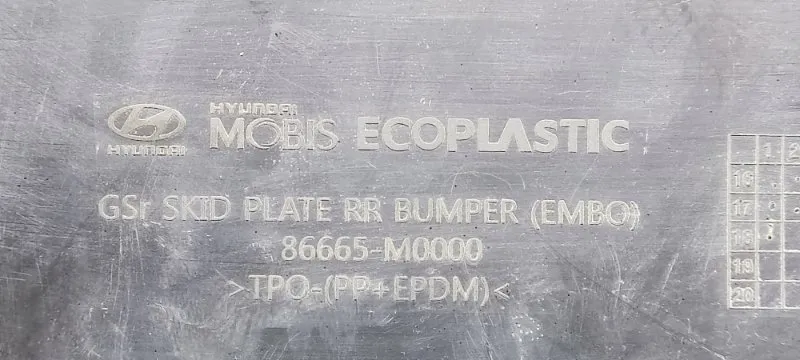 HYUNDAI
HYUNDAI
MOBIS ECOPLASTIC
GSr SKID PLATE RR BUMPER (EMBO)
86665-M0000
>TPO-(PP+EPDM)<
1 2
16
17
18
19
20